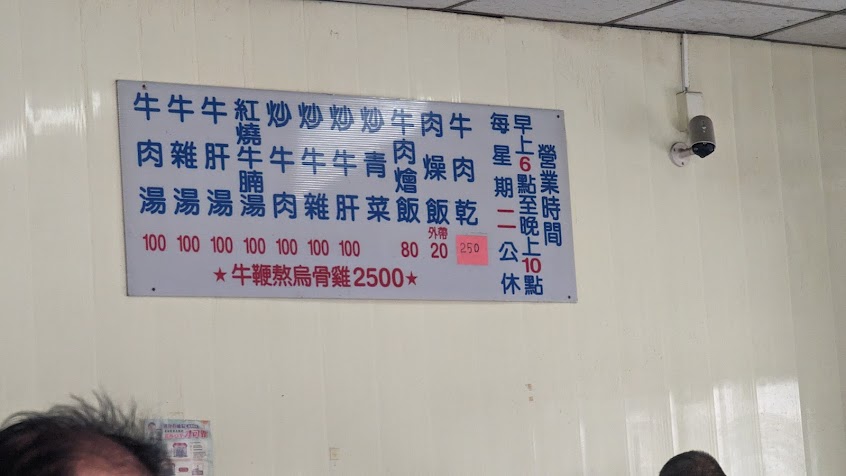 營業時間
早上6點至晚上10點
每星期二公休
牛肉乾
250
肉燥飯
外帶
20
牛肉燴飯
80
炒青菜
炒牛肝
100
炒牛雜
100
炒牛肉
100
紅燒牛腩湯
100
牛肝湯
100
牛雜湯
100
牛肉湯
100
★牛鞭熬烏骨雞2500★